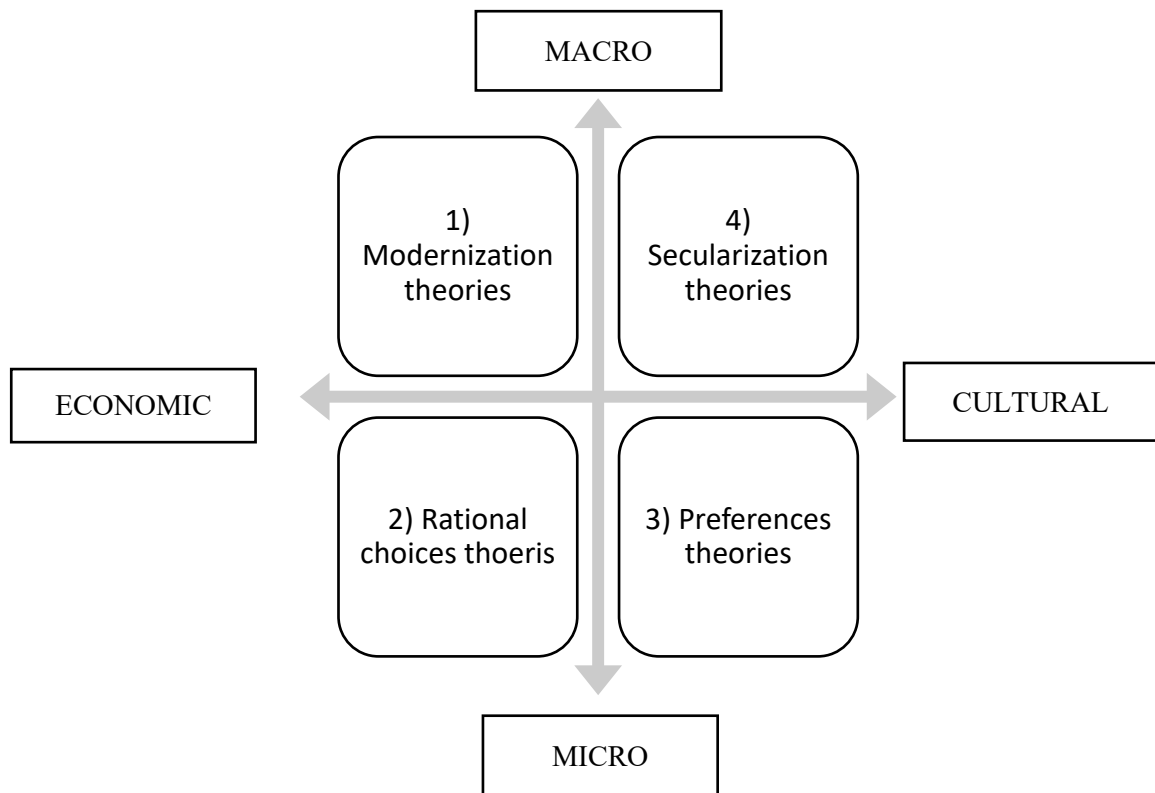 MACRO
1)
Modernization
theories
4)
Secularization
theories
ECONOMIC
CULTURAL
2) Rational
choices thoeris
3) Preferences
theories
MICRO